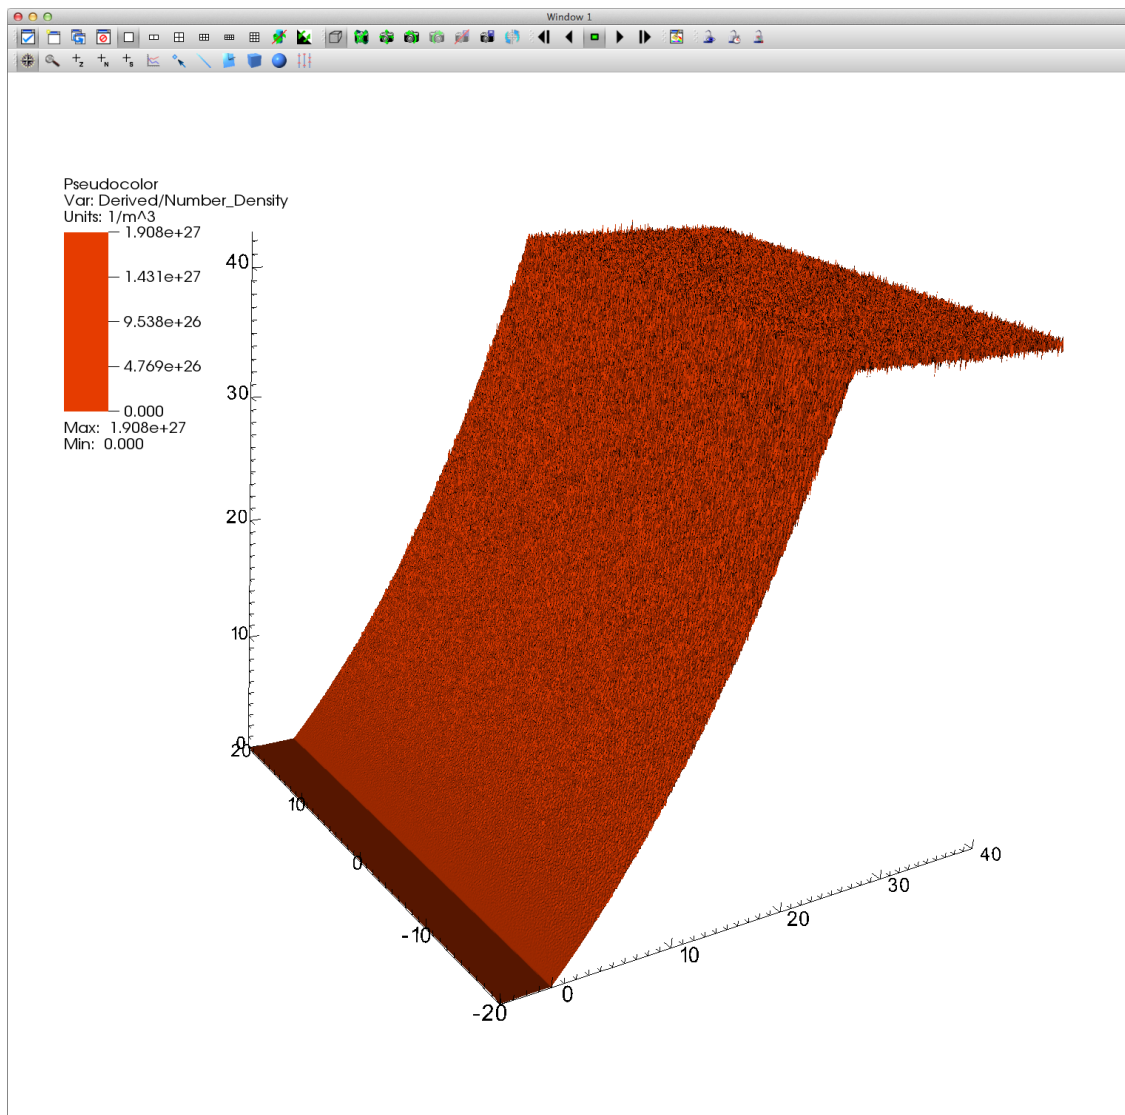 Window 1
Pseudocolor
Var: Derived/Number_Density
Units: 1/m^3
1.908e+27
1.431e+27
9.538e+26
4.769e+26
0.000
Max: 1.908e+27
Min: 0.000
40
30
20
10
0
20
10
0
-10
-20
0
10
20
30
40